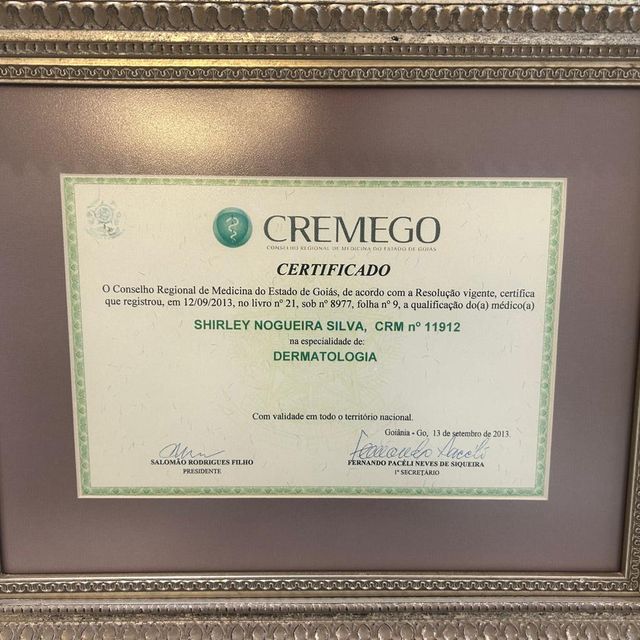 CREMEGO
CONSELHO REGIONAL DE MEDICINA DO ESTADO DE GOIÁS
CERTIFICADO
O Conselho Regional de Medicina do Estado de Goiás, de acordo com a Resolução vigente, certifica
que registrou, em 12/09/2013, no livro nº 21, sob nº 8977, folha nº 9, a qualificação do(a) médico(a)
SHIRLEY NOGUEIRA SILVA, CRM nº 11912
na especialidade de:
DERMATOLOGIA
Com validade em todo o território nacional.
Goiânia - Go, 13 de setembro de 2013.
SALOMÃO RODRIGUES FILHO
PRESIDENTE
Fernando Pacéli
FERNANDO PACÉLI NEVES DE SIQUEIRA
1º SECRETÁRIO